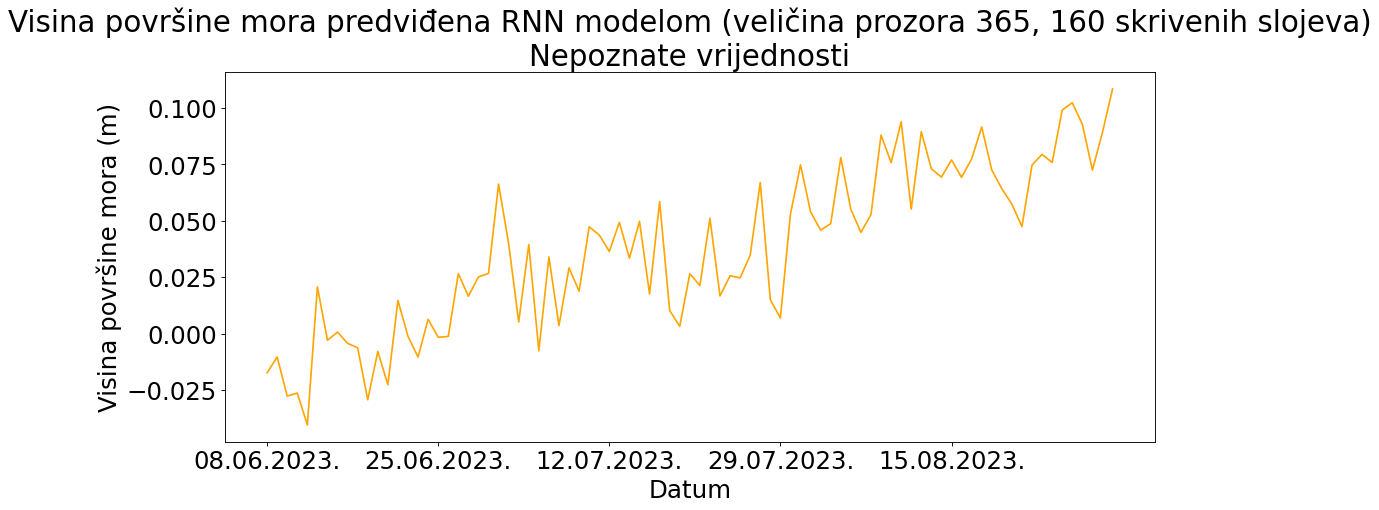 Visina površine mora predviđena RNN modelom (veličina prozora 365, 160 skrivenih slojeva)
Nepoznate vrijednosti
Visina površine mora (m)
0.100
0.075
0.050
0.025
0.000
−0.025
08.06.2023. 25.06.2023. 12.07.2023. 29.07.2023. 15.08.2023.
Datum